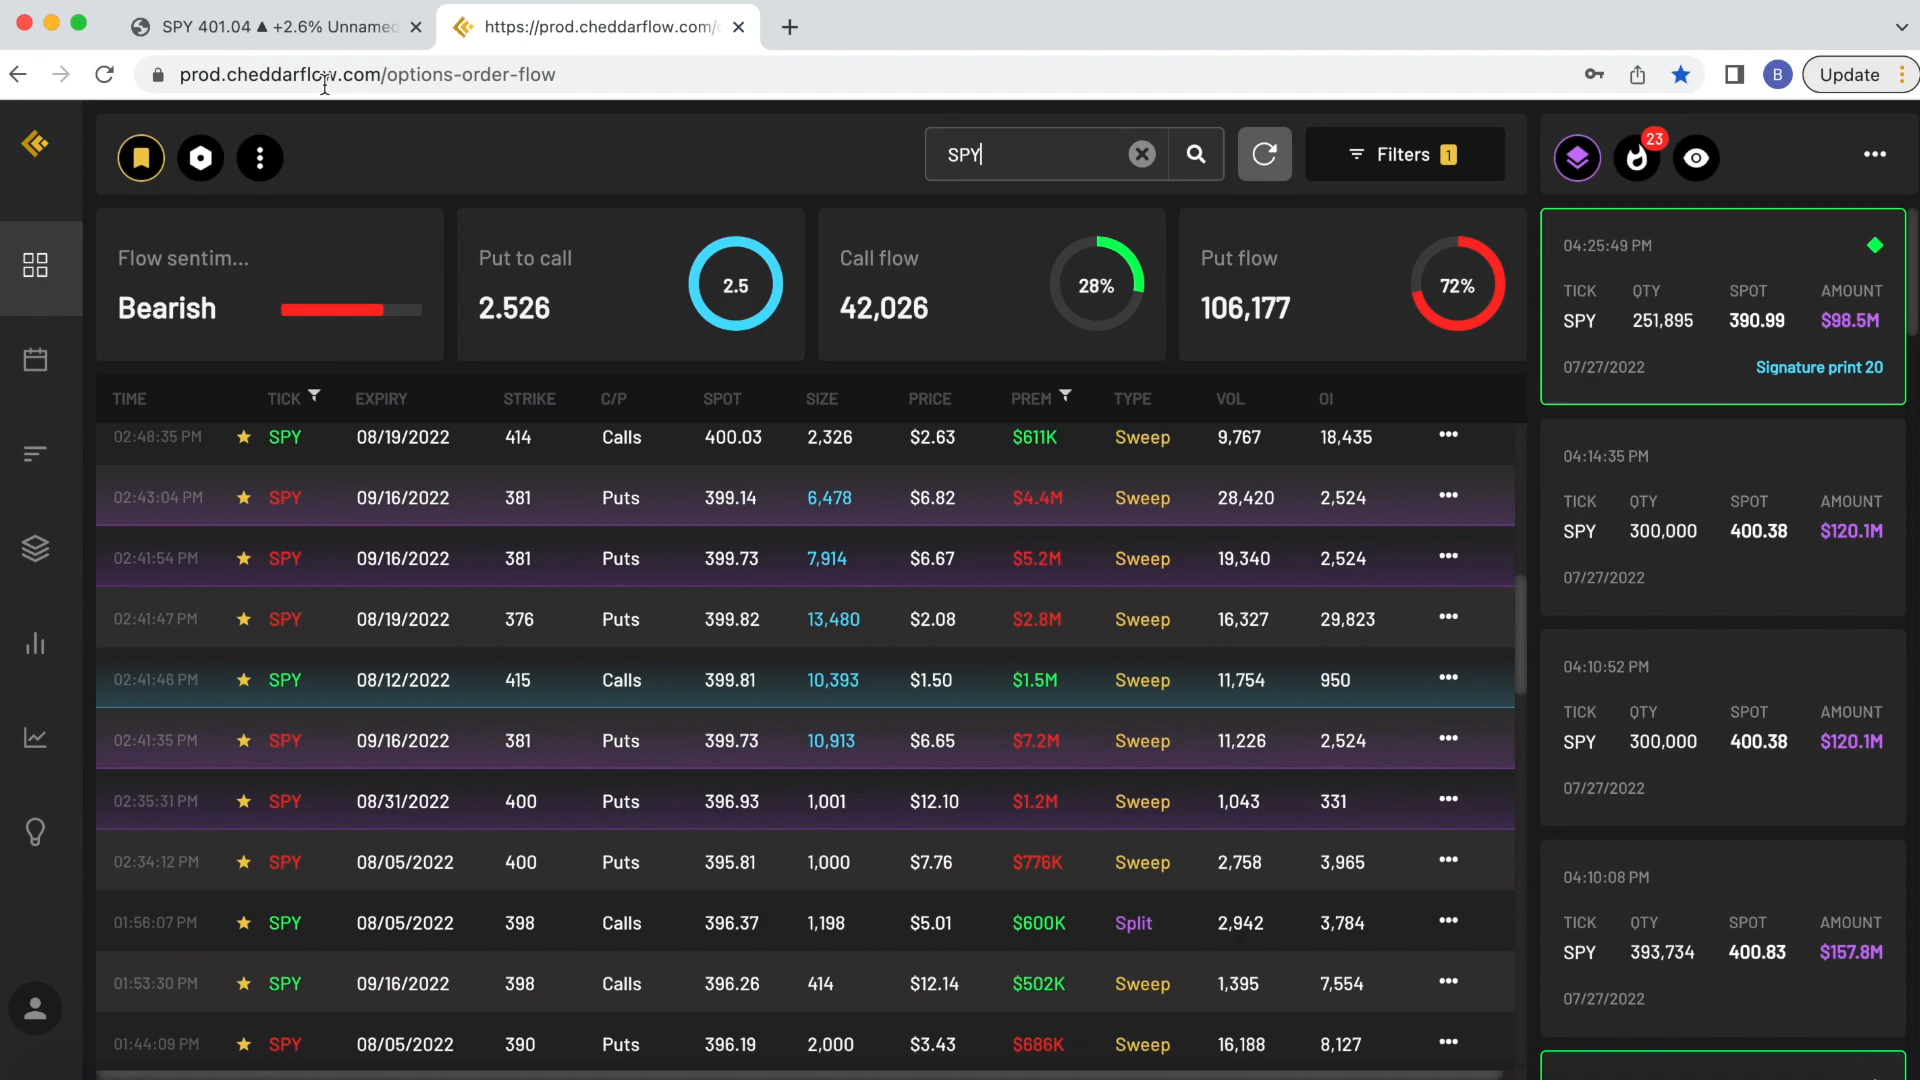 SPY 401.04 ▲ +2.6% Unnamed
https://prod.cheddarflow.com/
prod.cheddarflow.com/options-order-flow
B
Update
SPY
Filters 1
23
Flow sentim...
Bearish
Put to call
2.526
2.5
Call flow
42,026
28%
Put flow
106,177
72%
TIME TICK EXPIRY STRIKE C/P SPOT SIZE PRICE PREM TYPE VOL OI
02:48:35 PM SPY 08/19/2022 414 Calls 400.03 2,326 $2.63 $611K Sweep 9,767 18,435
02:43:04 PM SPY 09/16/2022 381 Puts 399.14 6,478 $6.82 $4.4M Sweep 28,420 2,524
02:41:54 PM SPY 09/16/2022 381 Puts 399.73 7,914 $6.67 $5.2M Sweep 19,340 2,524
02:41:47 PM SPY 08/19/2022 376 Puts 399.82 13,480 $2.08 $2.8M Sweep 16,327 29,823
02:41:46 PM SPY 08/12/2022 415 Calls 399.81 10,393 $1.50 $1.5M Sweep 11,754 950
02:41:35 PM SPY 09/16/2022 381 Puts 399.73 10,913 $6.65 $7.2M Sweep 11,226 2,524
02:35:31 PM SPY 08/31/2022 400 Puts 396.93 1,001 $12.10 $1.2M Sweep 1,043 331
02:34:12 PM SPY 08/05/2022 400 Puts 395.81 1,000 $7.76 $776K Sweep 2,758 3,965
01:56:07 PM SPY 08/05/2022 398 Calls 396.37 1,198 $5.01 $600K Split 2,942 3,784
01:53:30 PM SPY 09/16/2022 398 Calls 396.26 414 $12.14 $502K Sweep 1,395 7,554
01:44:09 PM SPY 08/05/2022 390 Puts 396.19 2,000 $3.43 $686K Sweep 16,188 8,127
04:25:49 PM
TICK QTY SPOT AMOUNT
SPY 251,895 390.99 $98.5M
07/27/2022 Signature print 20
04:14:35 PM
TICK QTY SPOT AMOUNT
SPY 300,000 400.38 $120.1M
07/27/2022
04:10:52 PM
TICK QTY SPOT AMOUNT
SPY 300,000 400.38 $120.1M
07/27/2022
04:10:08 PM
TICK QTY SPOT AMOUNT
SPY 393,734 400.83 $157.8M
07/27/2022